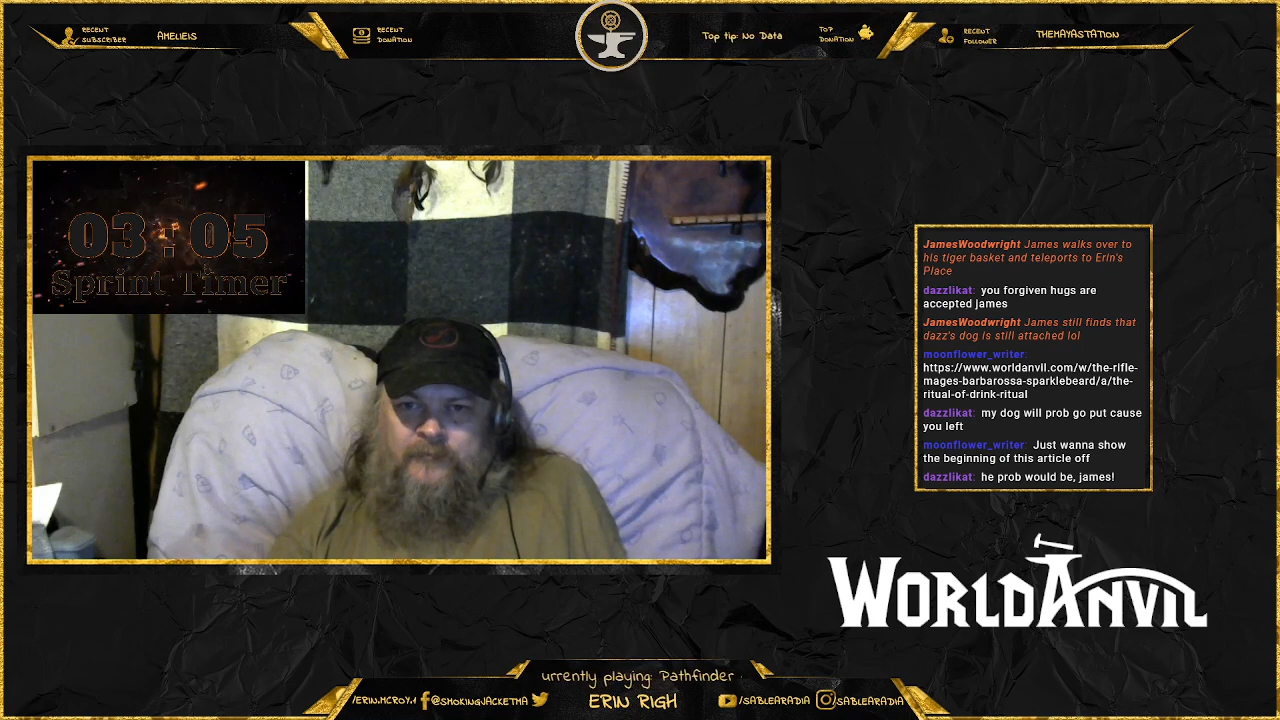 RECENT
SUBSCRIBER
AMELIEIS
RECENT
DONATION
Top tip: No Data
TOP
DONATION
RECENT
FOLLOWER
THEMAYASTATION
03:05
Sprint Timer
JamesWoodwright James walks over to
his tiger basket and teleports to Erin's
Place
dazzlikat: you forgiven hugs are
accepted james
JamesWoodwright James still finds that
dazz's dog is still attached lol
moonflower_writer:
https://www.worldanvil.com/w/the-rifle-
mages-barbarossa-sparklebeard/a/the-
ritual-of-drink-ritual
dazzlikat: my dog will prob go put cause
you left
moonflower_writer: Just wanna show
the beginning of this article off
dazzlikat: he prob would be, james!
WORLDANVIL
urrently playing: Pathfinder
/ERIN.MCROY.1
@SMOKINGJACKETMA
ERIN RIGH
/SABLEARADIA
/SABLEARADIA